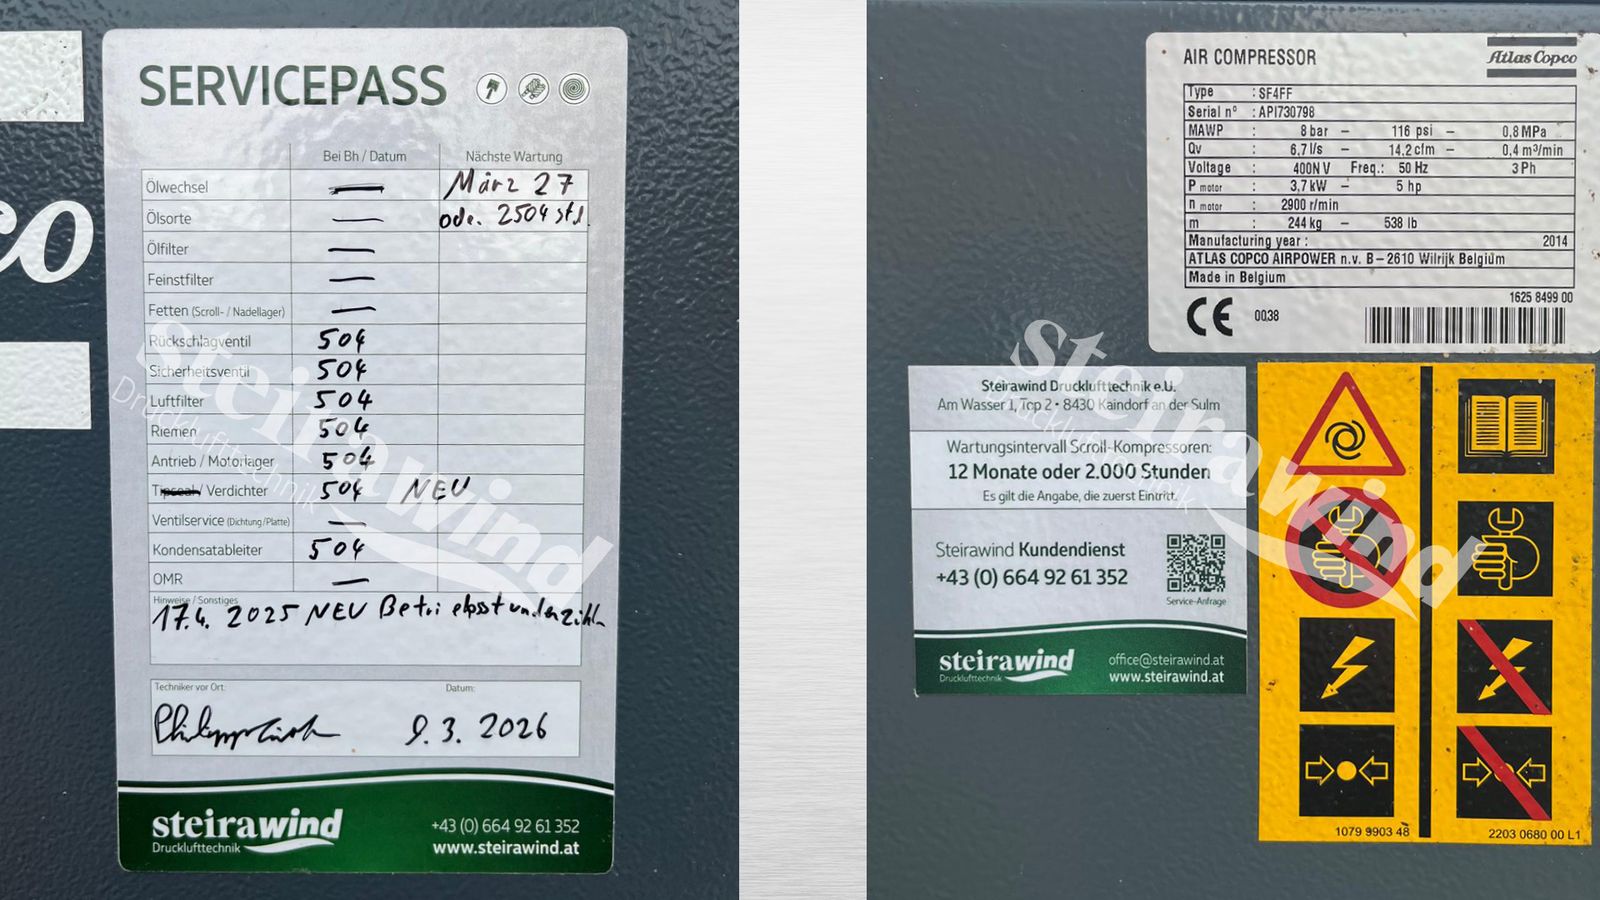 SERVICEPASS
Bei Bh / Datum Nächste Wartung
Ölwechsel — März 27
Ölsorte — ode. 2504 std.
Ölfilter —
Feinstfilter —
Fetten (Scroll- / Nadellager) —
Rückschlagventil 504
Sicherheitsventil 504
Luftfilter 504
Riemen 504
Antrieb / Motorlager 504
Tipseal / Verdichter 504 NEU
Ventilservice (Dichtung/Platte) —
Kondensatableiter 504
OMR —
Hinweise / Sonstiges
17.4. 2025 NEU Betriebsstundenzähler
Techniker vor Ort: Datum:
9.3. 2026
steirawind
Drucklufttechnik
+43 (0) 664 92 61 352
www.steirawind.at
co
AIR COMPRESSOR
Atlas Copco
Type : SF4FF
Serial n° : API730798
MAWP : 8 bar – 116 psi – 0,8 MPa
Qv : 6,7 l/s – 14,2 cfm – 0,4 m³/min
Voltage : 400N V Freq.: 50 Hz 3 Ph
P motor : 3,7 kW – 5 hp
n motor : 2900 r/min
m : 244 kg – 538 lb
Manufacturing year : 2014
ATLAS COPCO AIRPOWER n.v. B – 2610 Wilrijk Belgium
Made in Belgium
1625 8499 00
CE 0038
Steirawind Drucklufttechnik e.U.
Am Wasser 1, Top 2 • 8430 Kaindorf an der Sulm
Wartungsintervall Scroll-Kompressoren:
12 Monate oder 2.000 Stunden
Es gilt die Angabe, die zuerst Eintritt.
Steirawind Kundendienst
+43 (0) 664 92 61 352
Service-Anfrage
steirawind
Drucklufttechnik
office@steirawind.at
www.steirawind.at
1079 9903 48
2203 0680 00 L1
steirawind
Drucklufttechnik
steirawind
Drucklufttechnik